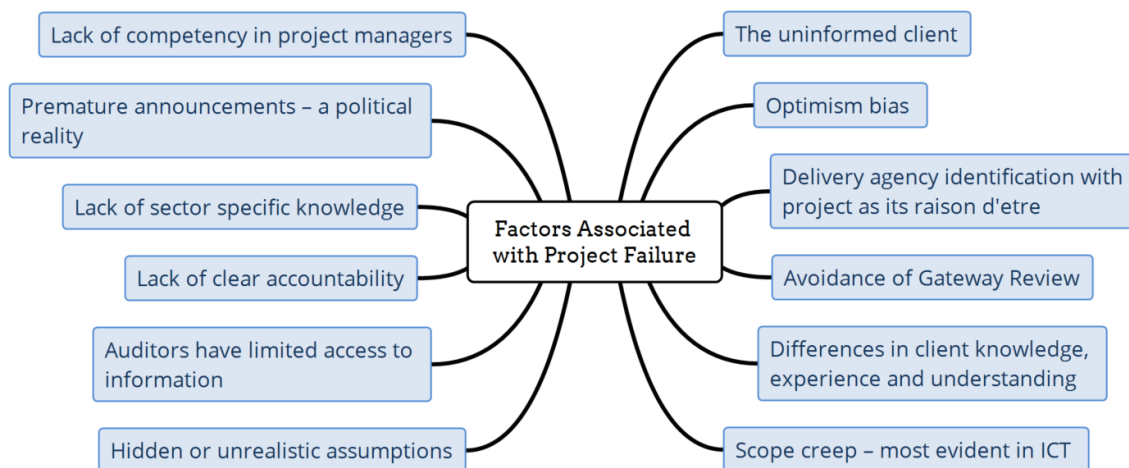 Lack of competency in project managers
Premature announcements – a political
reality
Lack of sector specific knowledge
Lack of clear accountability
Auditors have limited access to
information
Hidden or unrealistic assumptions
Factors Associated
with Project Failure
The uninformed client
Optimism bias
Delivery agency identification with
project as its raison d'etre
Avoidance of Gateway Review
Differences in client knowledge,
experience and understanding
Scope creep – most evident in ICT